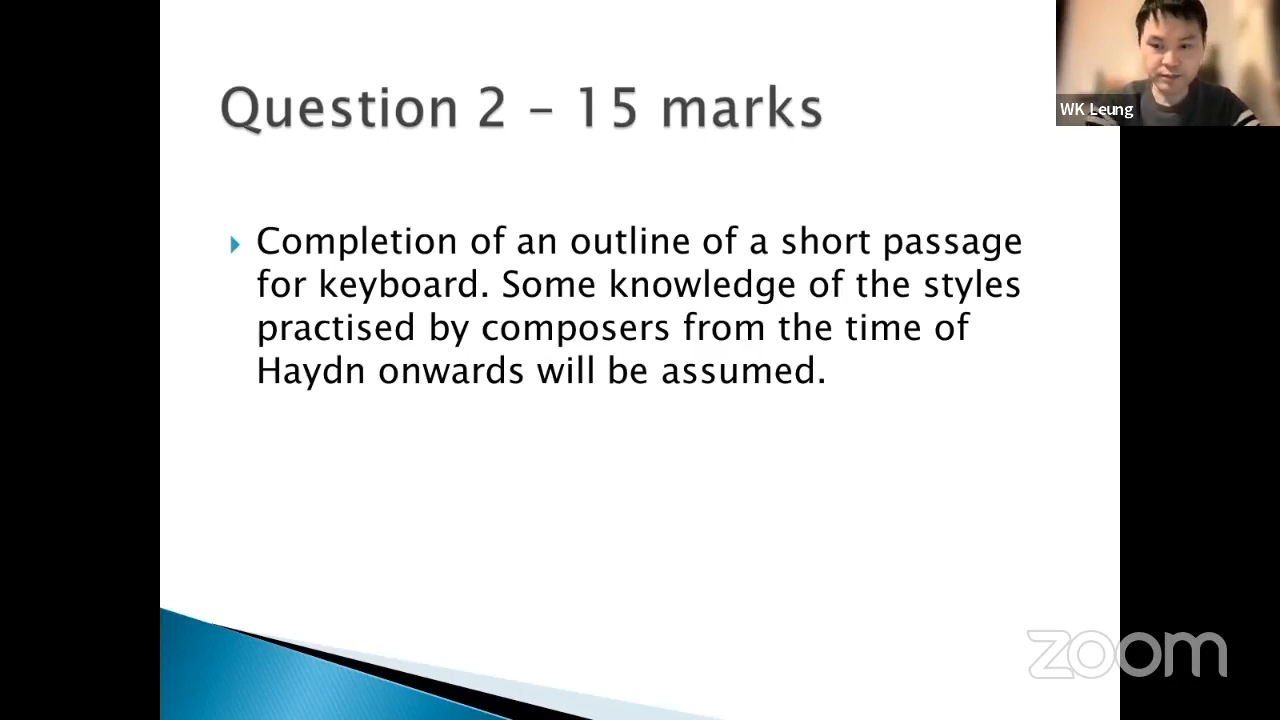 Question 2 – 15 marks
WK Leung
Completion of an outline of a short passage
for keyboard. Some knowledge of the styles
practised by composers from the time of
Haydn onwards will be assumed.
zoom